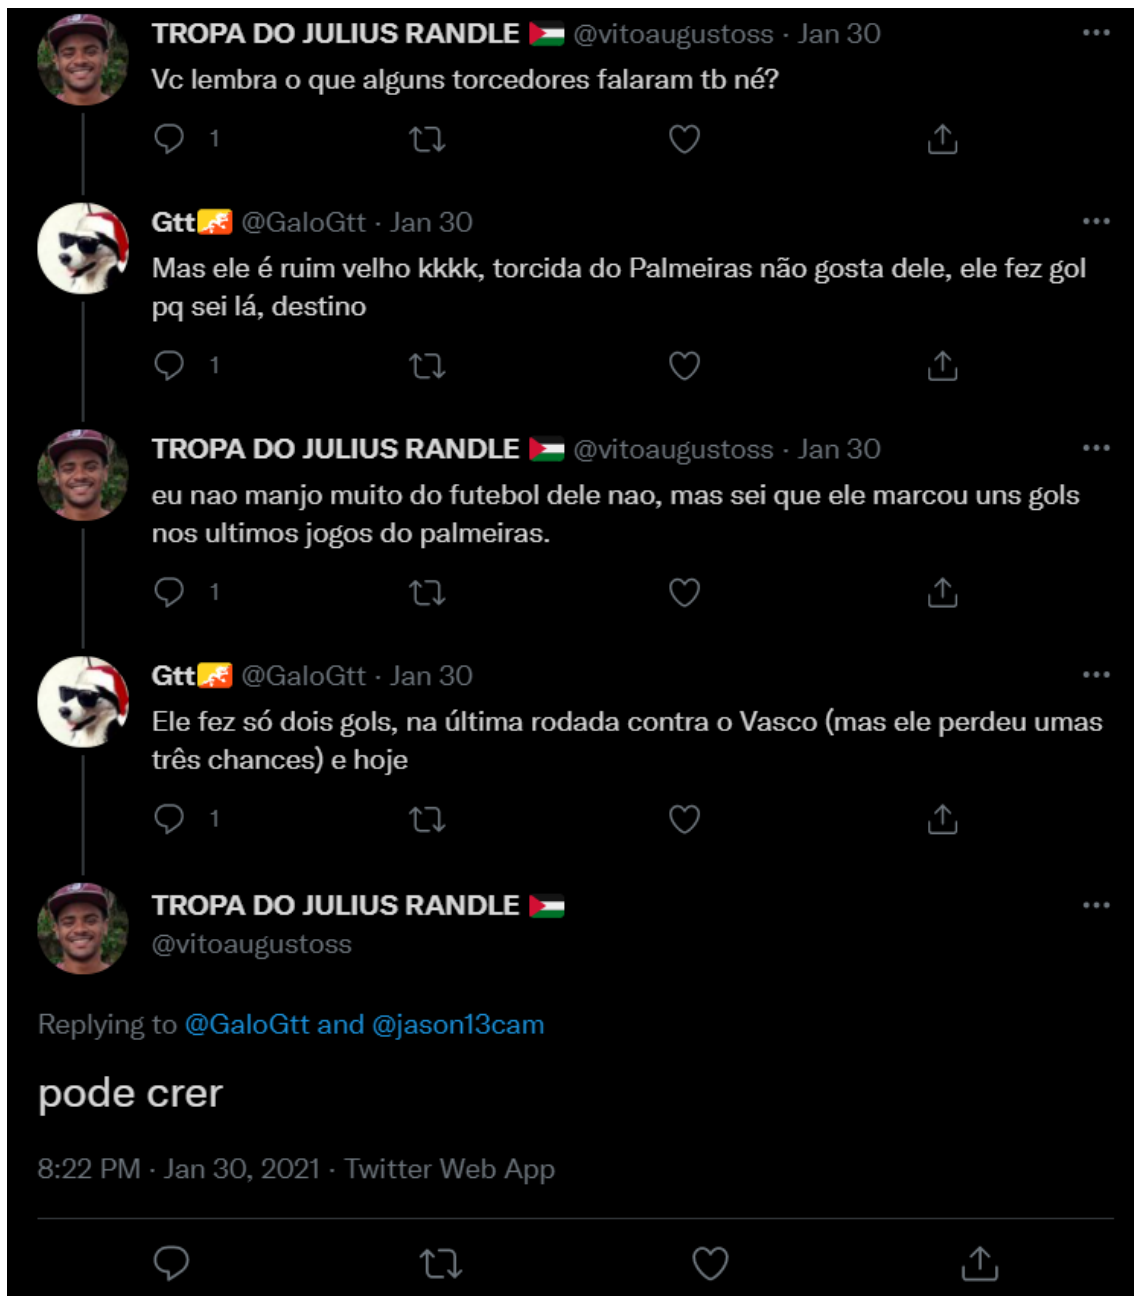 TROPA DO JULIUS RANDLE 🇵🇸 @vitoaugustoss · Jan 30
Vc lembra o que alguns torcedores falaram tb né?
1
Gtt🇧🇹 @GaloGtt · Jan 30
Mas ele é ruim velho kkkk, torcida do Palmeiras não gosta dele, ele fez gol
pq sei lá, destino
1
TROPA DO JULIUS RANDLE 🇵🇸 @vitoaugustoss · Jan 30
eu nao manjo muito do futebol dele nao, mas sei que ele marcou uns gols
nos ultimos jogos do palmeiras.
1
Gtt🇧🇹 @GaloGtt · Jan 30
Ele fez só dois gols, na última rodada contra o Vasco (mas ele perdeu umas
três chances) e hoje
1
TROPA DO JULIUS RANDLE 🇵🇸
@vitoaugustoss
Replying to @GaloGtt and @jason13cam
pode crer
8:22 PM · Jan 30, 2021 · Twitter Web App